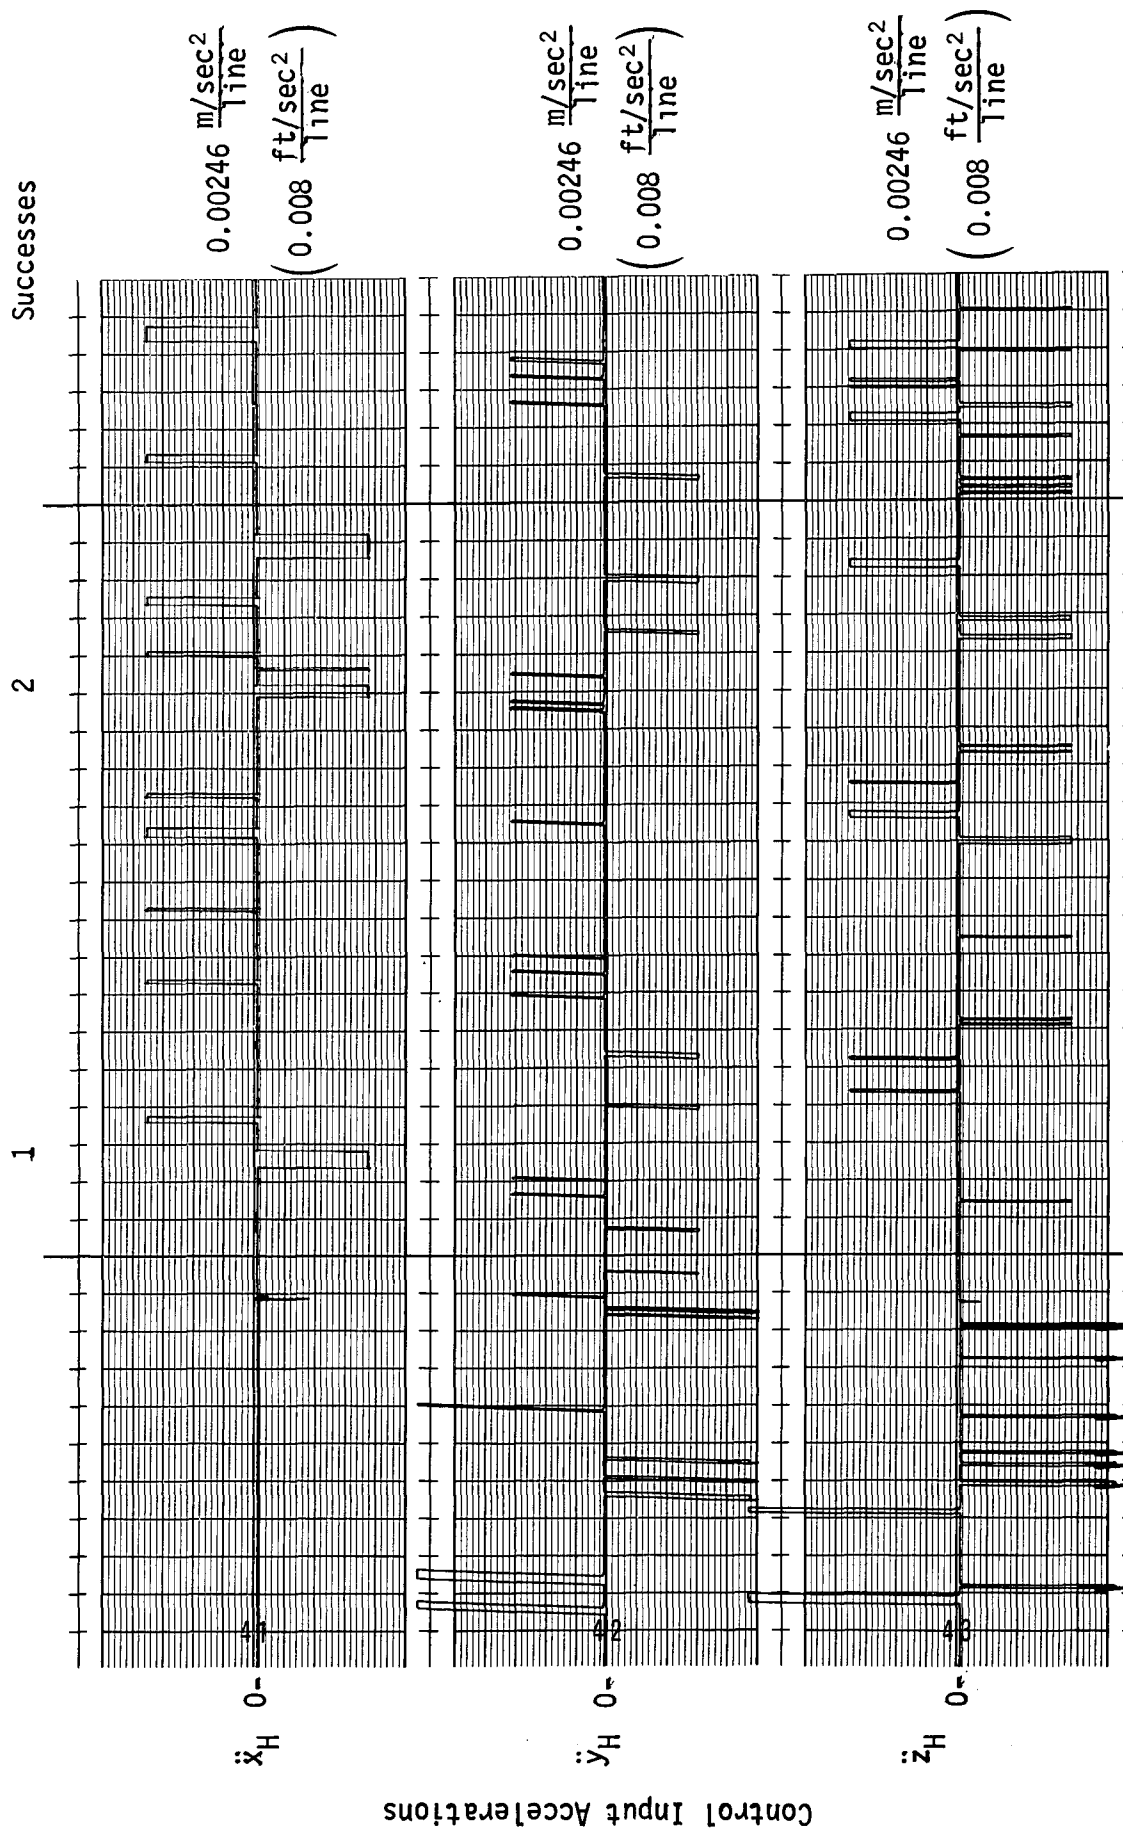 Successes
1
2
0.00246 m/sec²/line
(0.008 ft/sec²/line)
0.00246 m/sec²/line
(0.008 ft/sec²/line)
0.00246 m/sec²/line
(0.008 ft/sec²/line)
41
42
43
0
0
0
ẍH
ÿH
z̈H
Control Input Accelerations